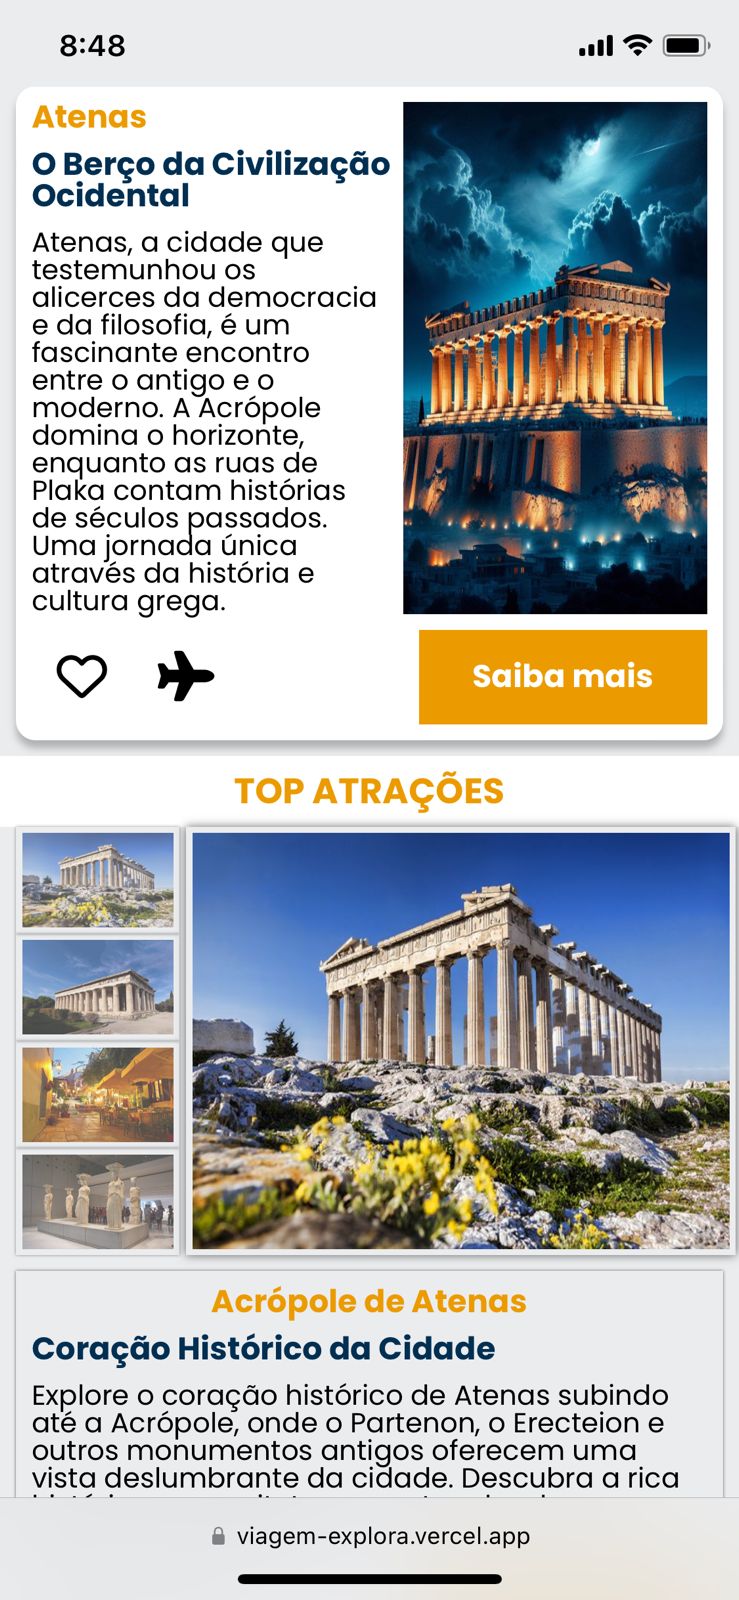 8:48
Atenas
O Berço da Civilização
Ocidental
Atenas, a cidade que
testemunhou os
alicerces da democracia
e da filosofia, é um
fascinante encontro
entre o antigo e o
moderno. A Acrópole
domina o horizonte,
enquanto as ruas de
Plaka contam histórias
de séculos passados.
Uma jornada única
através da história e
cultura grega.
Saiba mais
TOP ATRAÇÕES
Acrópole de Atenas
Coração Histórico da Cidade
Explore o coração histórico de Atenas subindo
até a Acrópole, onde o Partenon, o Erecteion e
outros monumentos antigos oferecem uma
vista deslumbrante da cidade. Descubra a rica
viagem-explora.vercel.app